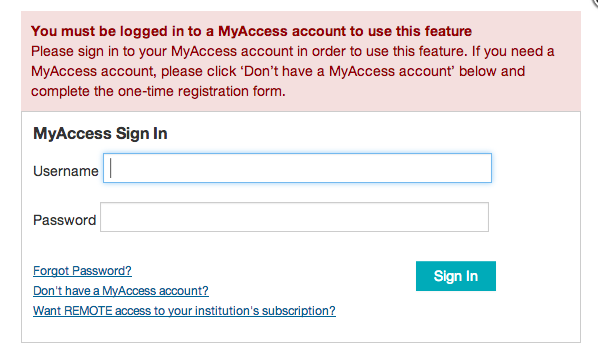 You must be logged in to a MyAccess account to use this feature
Please sign in to your MyAccess account in order to use this feature. If you need a
MyAccess account, please click ‘Don’t have a MyAccess account’ below and
complete the one-time registration form.
MyAccess Sign In
Username
Password
Forgot Password?
Don't have a MyAccess account?
Want REMOTE access to your institution's subscription?
Sign In